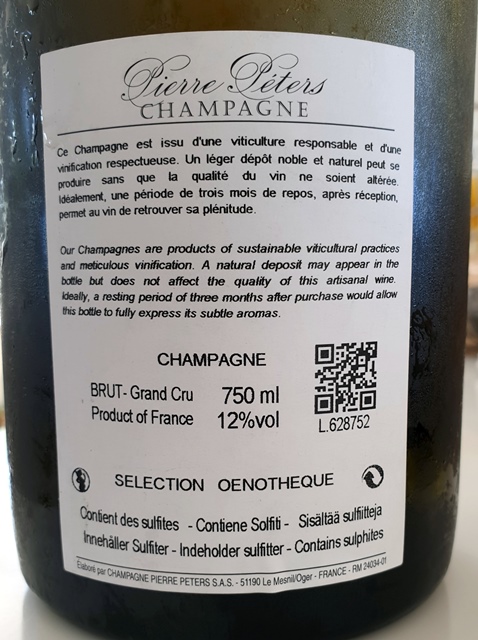 Pierre Péters
CHAMPAGNE
Ce Champagne est issu d'une viticulture responsable et d'une
vinification respectueuse. Un léger dépôt noble et naturel peut se
produire sans que la qualité du vin ne soient altérée.
Idéalement, une période de trois mois de repos, après réception,
permet au vin de retrouver sa plénitude.
Our Champagnes are products of sustainable viticultural practices
and meticulous vinification. A natural deposit may appear in the
bottle but does not affect the quality of this artisanal wine.
Ideally, a resting period of three months after purchase would allow
this bottle to fully express its subtle aromas.
CHAMPAGNE
BRUT - Grand Cru 750 ml
Product of France 12%vol
L.628752
SELECTION OENOTHEQUE
Contient des sulfites - Contiene Solfiti - Sisältää sulfiitteja
Innehåller Sulfiter - Indeholder sulfitter - Contains sulphites
Elaboré par CHAMPAGNE PIERRE PETERS S.A.S. - 51190 Le Mesnil/Oger - FRANCE - RM 24034-01